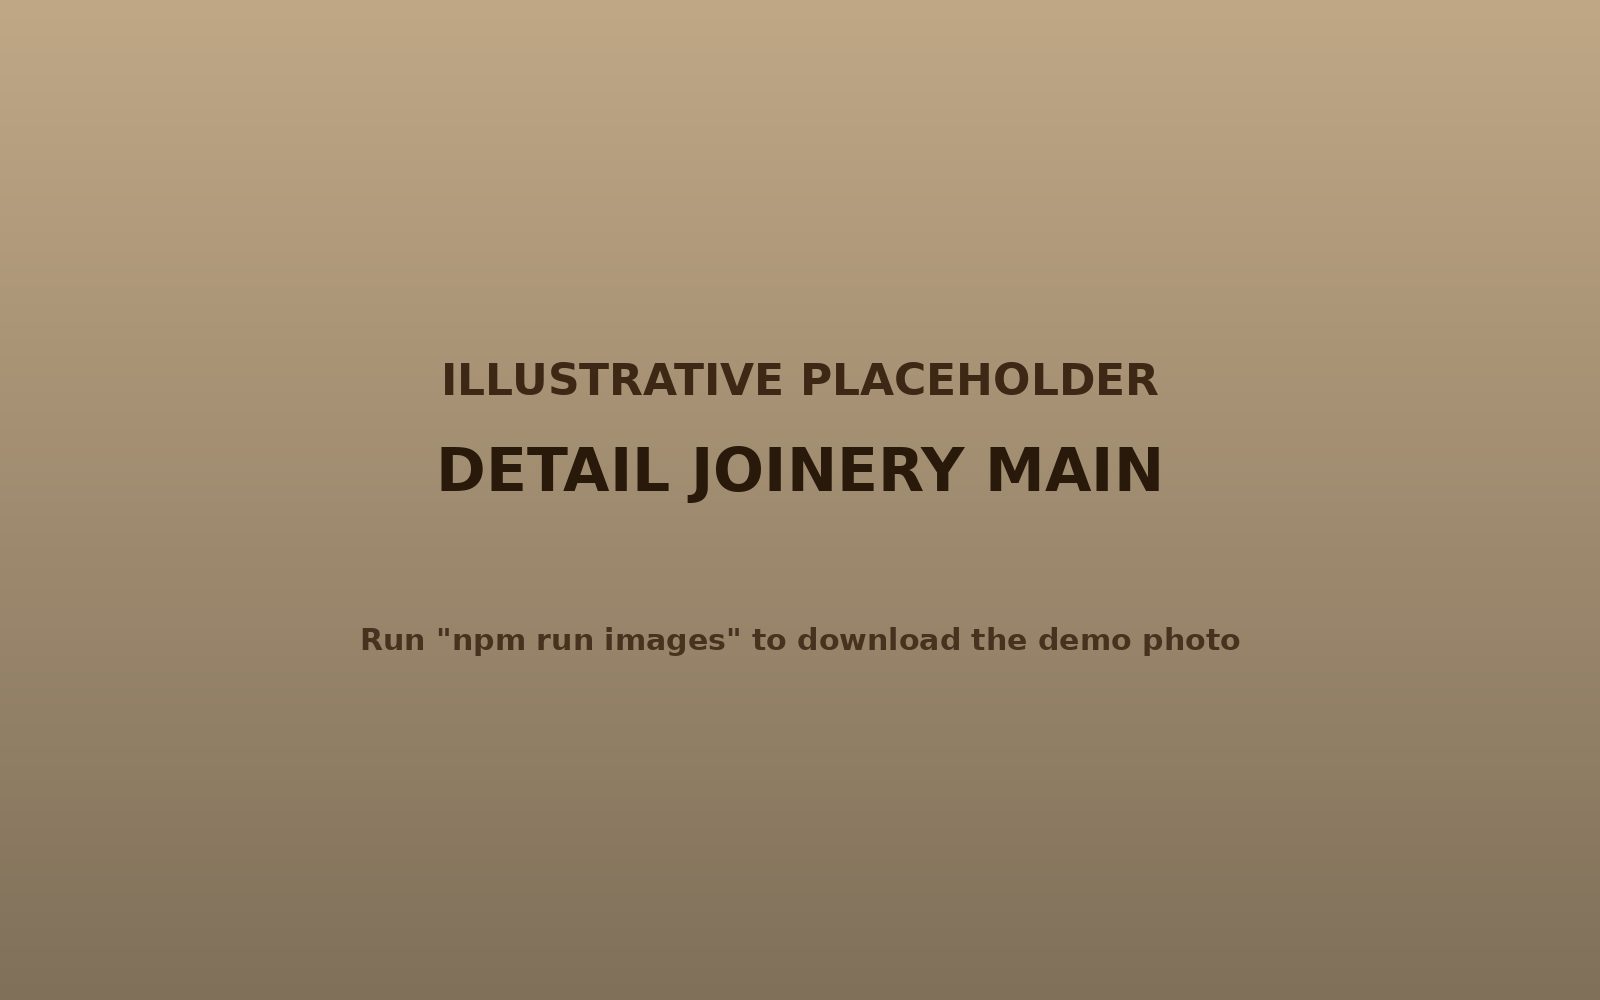 ILLUSTRATIVE PLACEHOLDER
DETAIL JOINERY MAIN
Run "npm run images" to download the demo photo